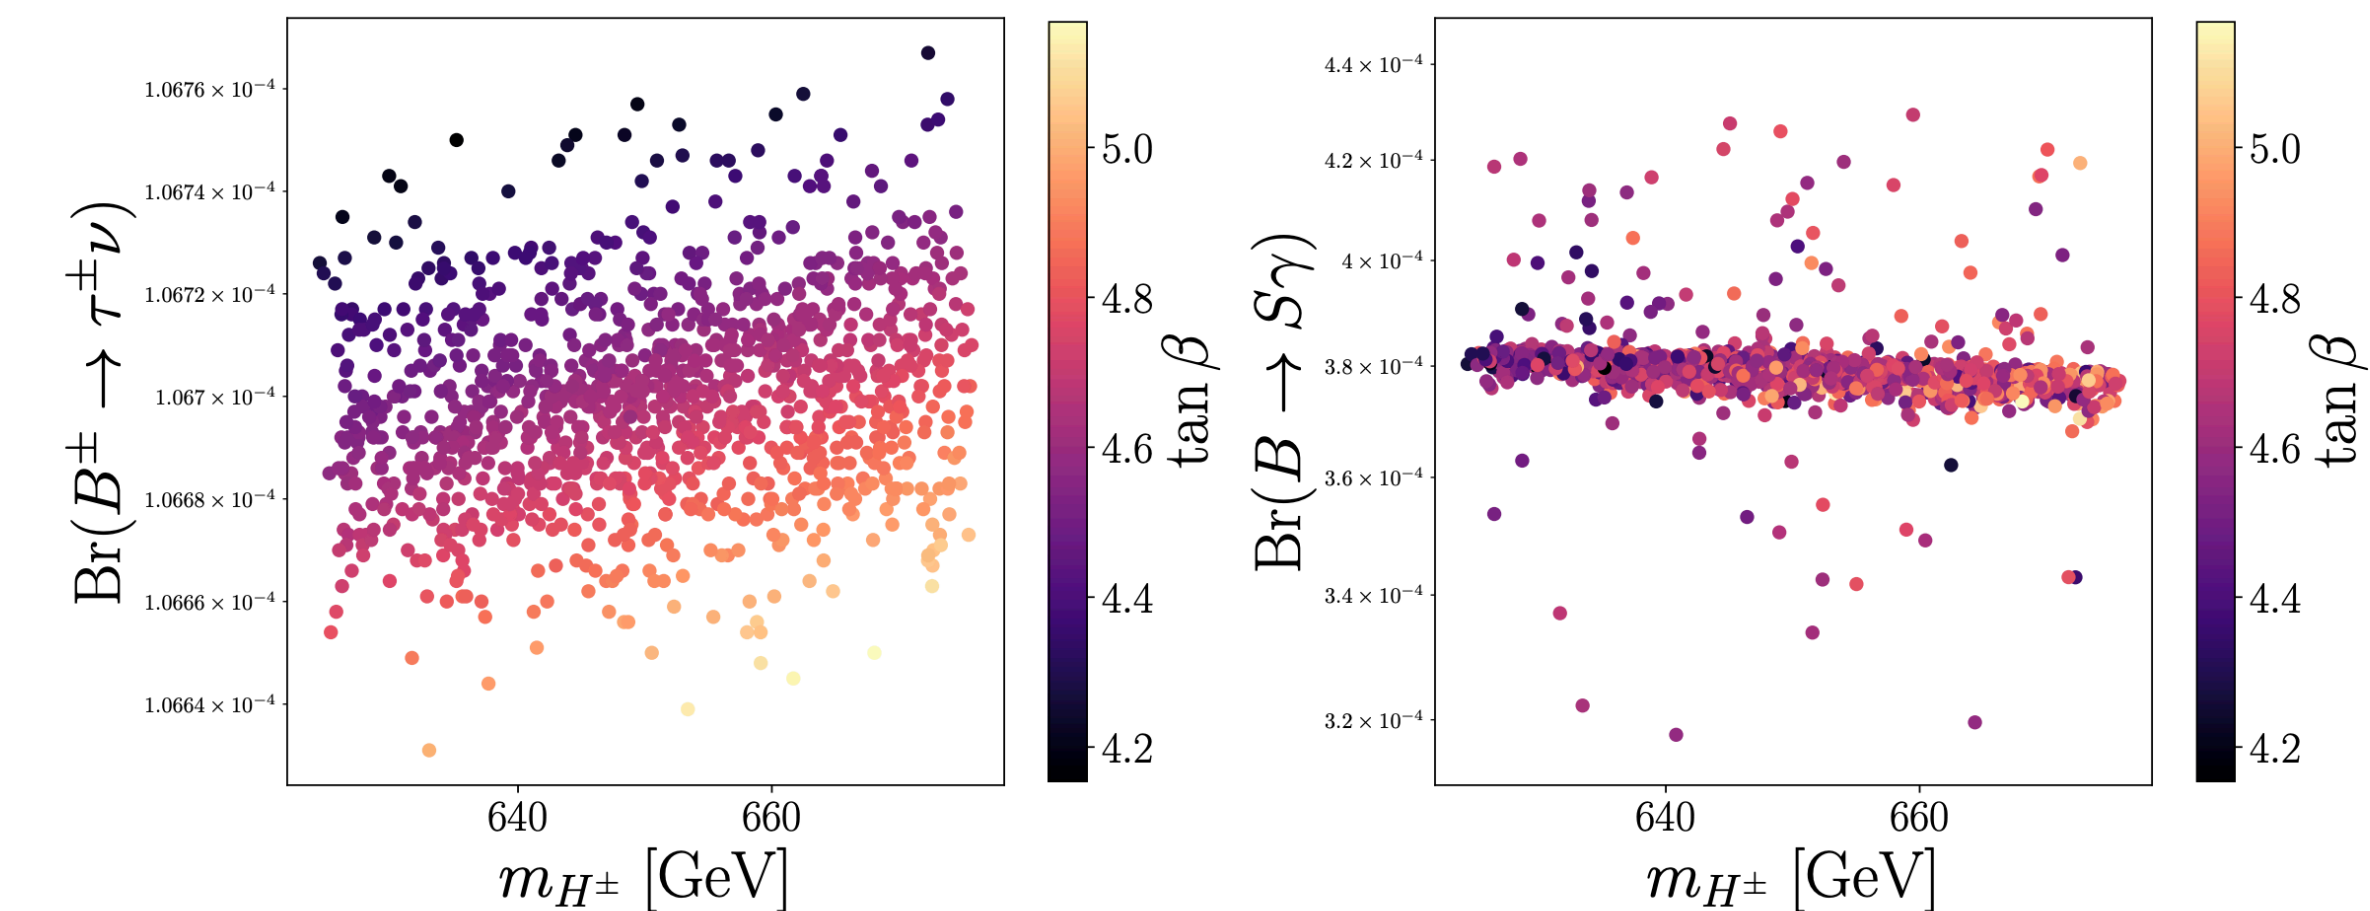 Br(B± → τ±ν)
1.0676 × 10−4
1.0674 × 10−4
1.0672 × 10−4
1.067 × 10−4
1.0668 × 10−4
1.0666 × 10−4
1.0664 × 10−4
640
660
mH± [GeV]
5.0
4.8
4.6
4.4
4.2
tan β
Br(B → Sγ)
4.4 × 10−4
4.2 × 10−4
4 × 10−4
3.8 × 10−4
3.6 × 10−4
3.4 × 10−4
3.2 × 10−4
640
660
mH± [GeV]
5.0
4.8
4.6
4.4
4.2
tan β